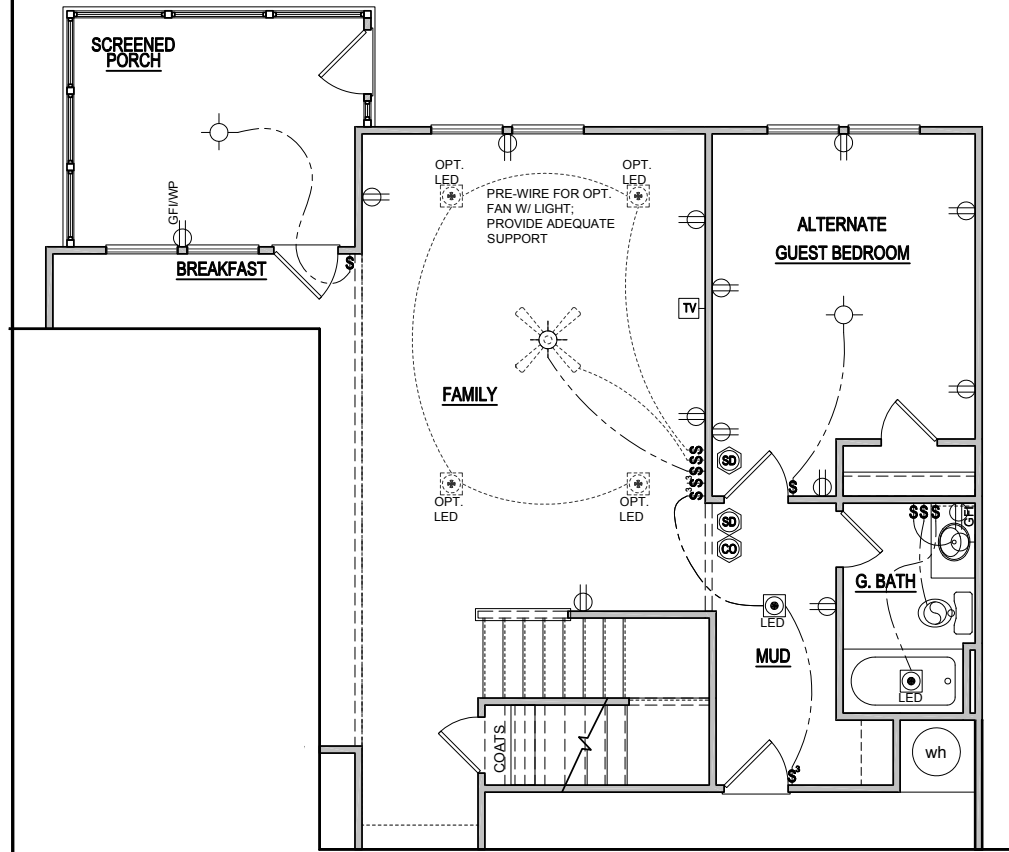 SCREENED
PORCH
GFI/WP
BREAKFAST
$
OPT.
LED
OPT.
LED
PRE-WIRE FOR OPT.
FAN W/ LIGHT;
PROVIDE ADEQUATE
SUPPORT
ALTERNATE
GUEST BEDROOM
TV
FAMILY
SD
$
OPT.
LED
OPT.
LED
SD
CO
$$$
GFI
G. BATH
LED
MUD
LED
COATS
wh
$3